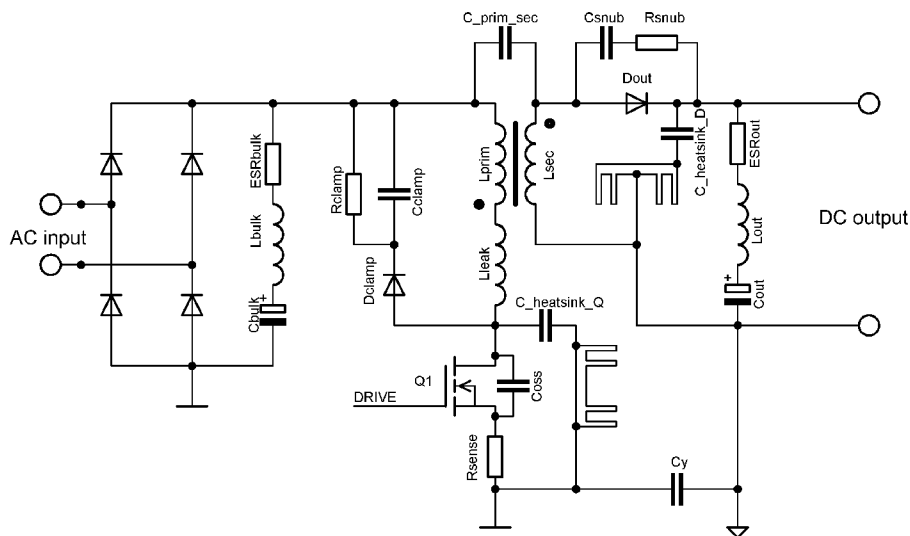 C_prim_sec
Csnub
Rsnub
Dout
C_heatsink_D
ESRout
ESRbulk
Rclamp
Cclamp
Lprim
Lsec
AC input
DC output
Lbulk
Lleak
Lout
Dclamp
+
Cbulk
+
Cout
C_heatsink_Q
Q1
Coss
DRIVE
Rsense
Cy